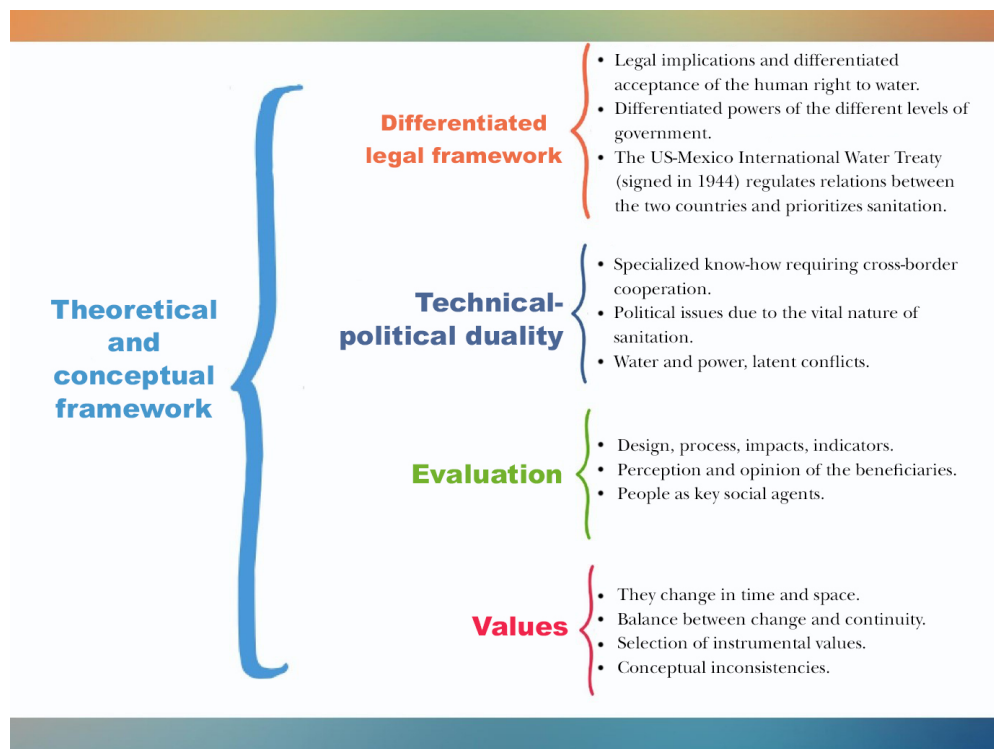 Theoretical
and
conceptual
framework
Differentiated
legal framework
• Legal implications and differentiated
acceptance of the human right to water.
• Differentiated powers of the different levels of
government.
• The US-Mexico International Water Treaty
(signed in 1944) regulates relations between
the two countries and prioritizes sanitation.
Technical-
political duality
• Specialized know-how requiring cross-border
cooperation.
• Political issues due to the vital nature of
sanitation.
• Water and power, latent conflicts.
Evaluation
• Design, process, impacts, indicators.
• Perception and opinion of the beneficiaries.
• People as key social agents.
Values
• They change in time and space.
• Balance between change and continuity.
• Selection of instrumental values.
• Conceptual inconsistencies.